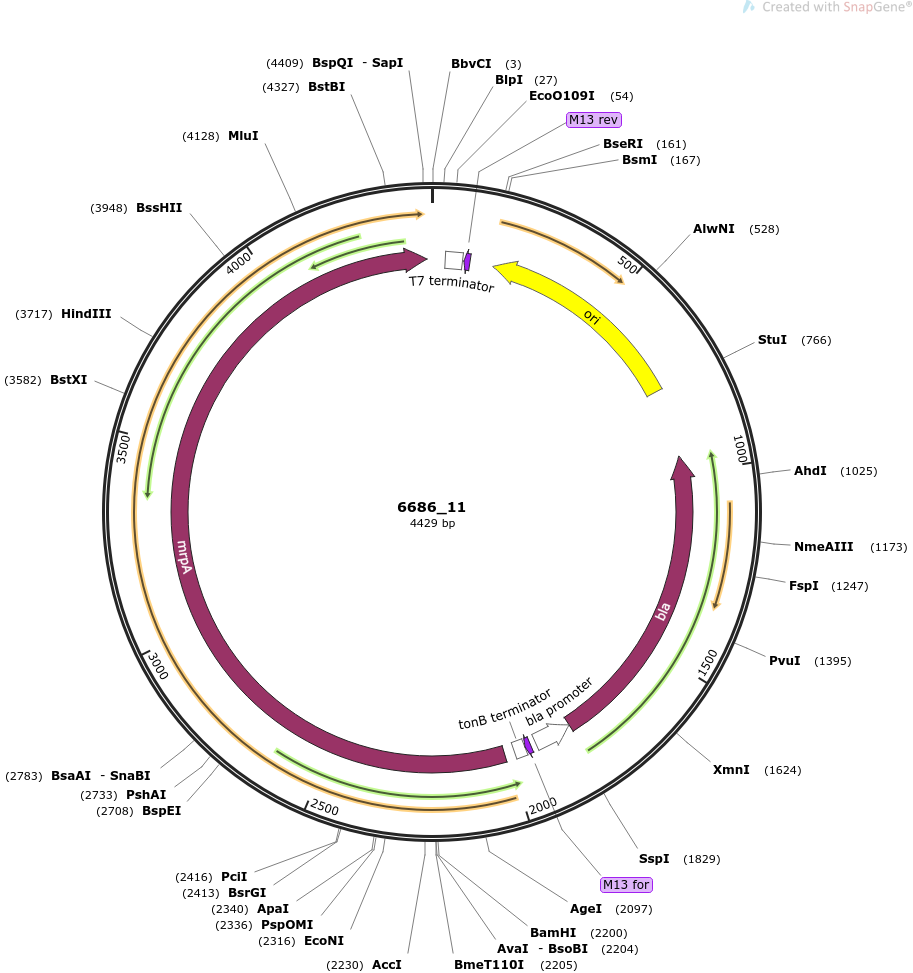 Created with SnapGene®
(4409) BspQI - SapI
BbvCI (3)
(4327) BstBI
BlpI (27)
EcoO109I (54)
M13 rev
(4128) MluI
BseRI (161)
BsmI (167)
(3948) BssHII
AlwNI (528)
4000
500
T7 terminator
(3717) HindIII
ori
StuI (766)
(3582) BstXI
3500
1000
AhdI (1025)
6686_11
4429 bp
NmeAIII (1173)
mrpA
FspI (1247)
bla
PvuI (1395)
3000
1500
tonB terminator
bla promoter
(2783) BsaAI - SnaBI
XmnI (1624)
(2733) PshAI
(2708) BspEI
2500
2000
SspI (1829)
(2416) PciI
M13 for
(2413) BsrGI
(2340) ApaI
AgeI (2097)
(2336) PspOMI
BamHI (2200)
(2316) EcoNI
AvaI - BsoBI (2204)
(2230) AccI
BmeT110I (2205)